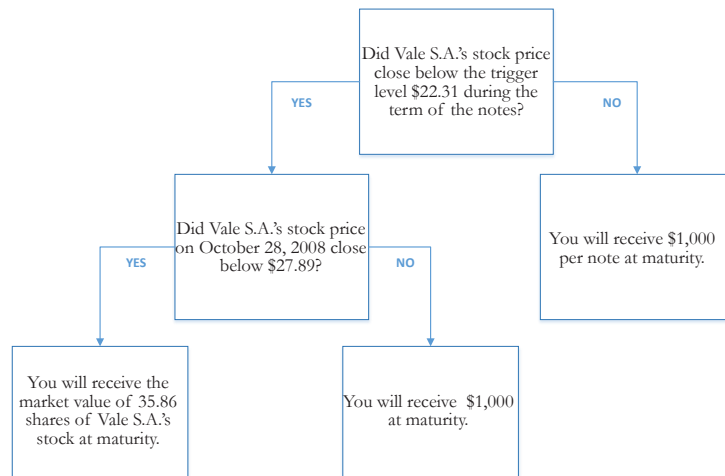 Did Vale S.A.'s stock price
close below the trigger
level $22.31 during the
term of the notes?
YES
NO
Did Vale S.A.'s stock price
on October 28, 2008 close
below $27.89?
You will receive $1,000
per note at maturity.
YES
NO
You will receive the
market value of 35.86
shares of Vale S.A.'s
stock at maturity.
You will receive $1,000
at maturity.